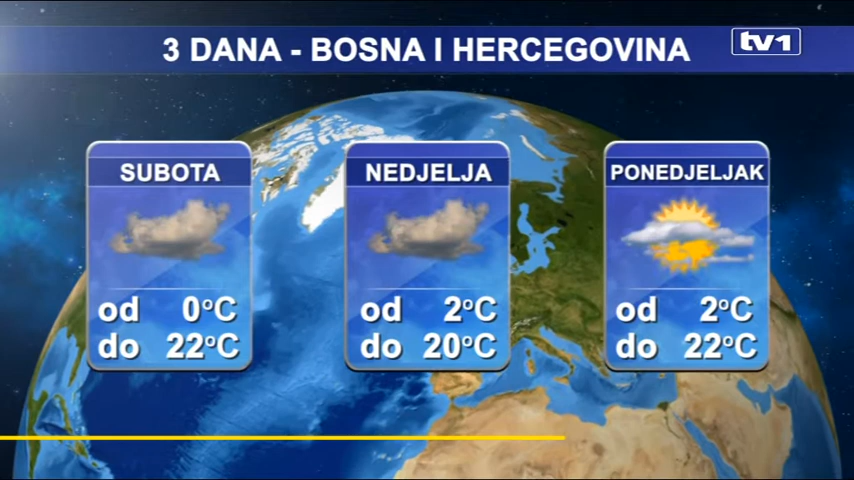 3 DANA - BOSNA I HERCEGOVINA
tv1
SUBOTA
od 0°C
do 22°C
NEDJELJA
od 2°C
do 20°C
PONEDJELJAK
od 2°C
do 22°C